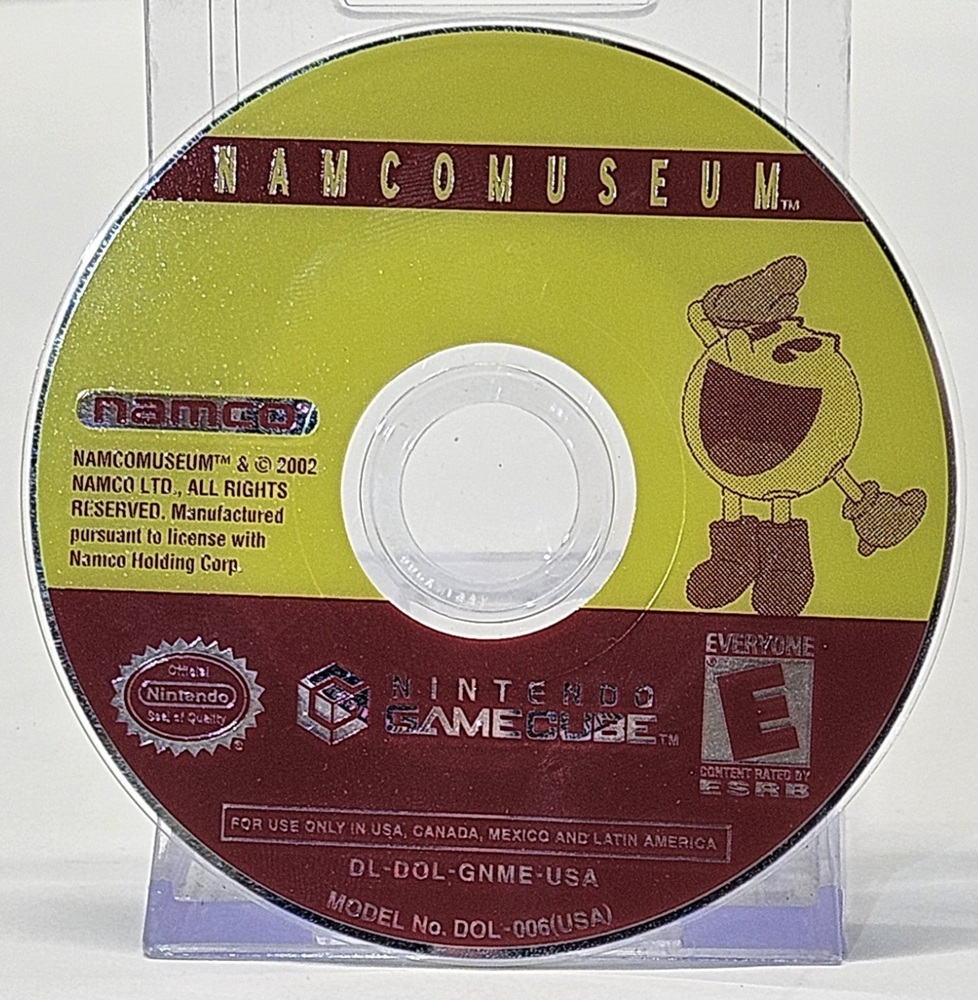 NAMCOMUSEUM™
namco®
NAMCOMUSEUM™ & © 2002
NAMCO LTD., ALL RIGHTS
RESERVED. Manufactured
pursuant to license with
Namco Holding Corp.
Official
Nintendo
Seal of Quality
®
NINTENDO
GAMECUBE™
EVERYONE
E
CONTENT RATED BY
ESRB
FOR USE ONLY IN USA, CANADA, MEXICO AND LATIN AMERICA
DL-DOL-GNME-USA
MODEL No. DOL-006(USA)